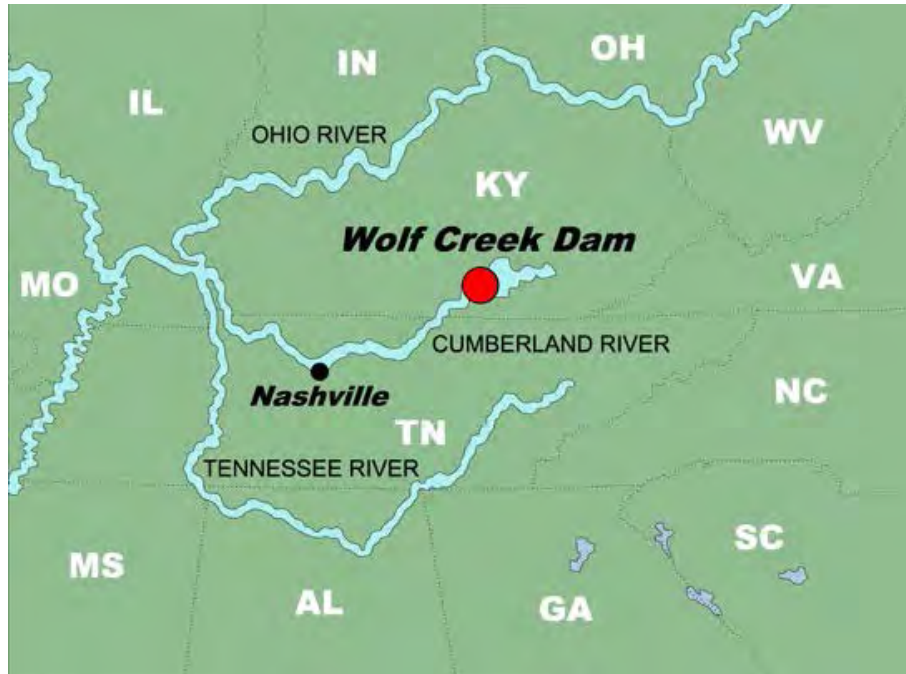 OH
IN
IL
WV
OHIO RIVER
KY
Wolf Creek Dam
VA
MO
CUMBERLAND RIVER
Nashville
NC
TN
TENNESSEE RIVER
SC
MS
AL
GA